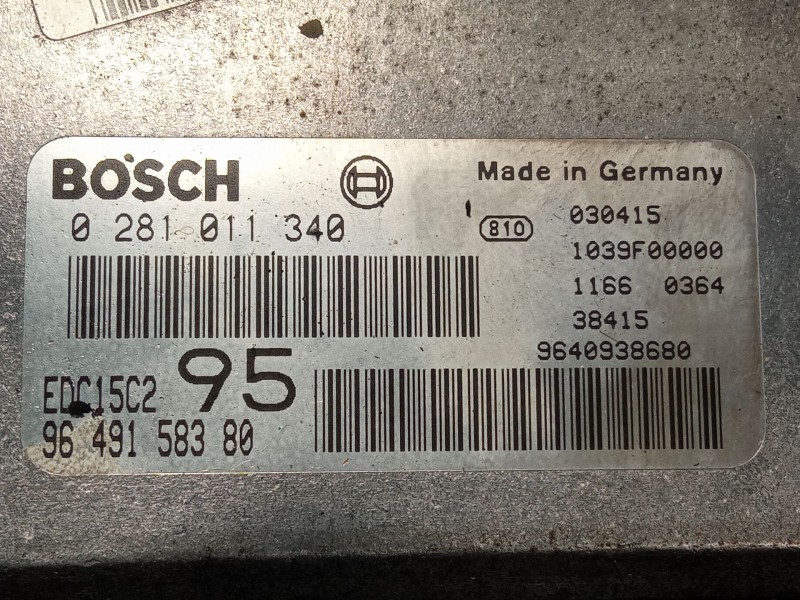 BOSCH
Made in Germany
0 281 011 340
810
030415
1039F00000
1166 0364
38415
9640938680
EDC15C2
95
96 491 583 80